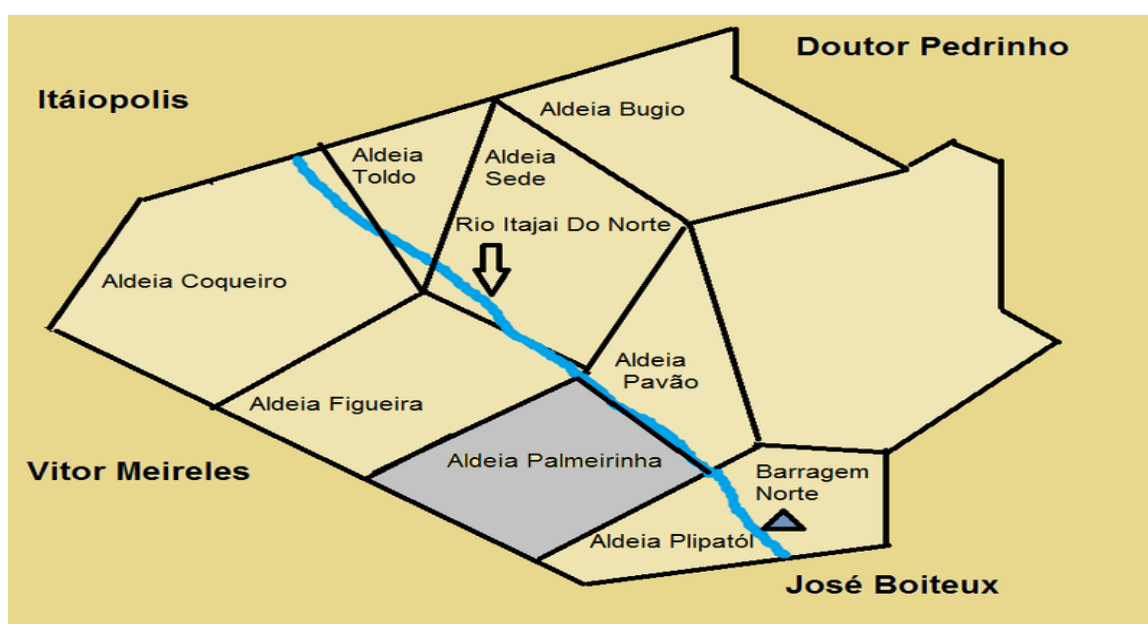 Doutor Pedrinho
Itáiopolis
Aldeia Bugio
Aldeia
Toldo
Aldeia
Sede
Rio Itajai Do Norte
Aldeia Coqueiro
Aldeia
Pavão
Aldeia Figueira
Aldeia Palmeirinha
Vitor Meireles
Barragem
Norte
Aldeia Plipatól
José Boiteux